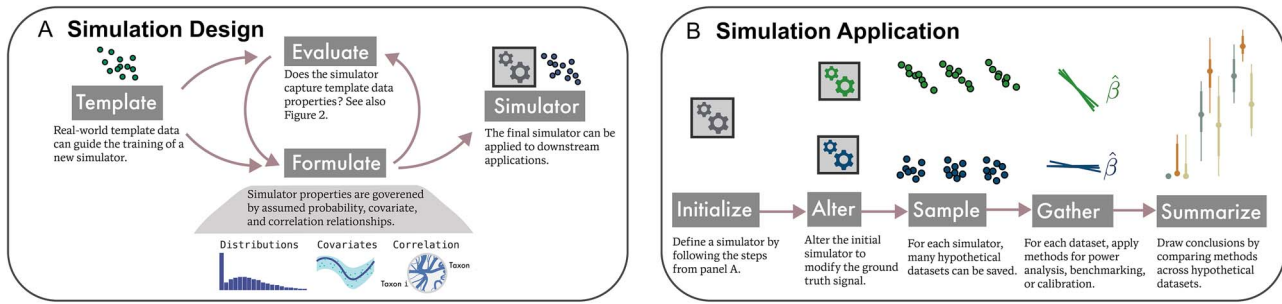 A Simulation Design
Evaluate
Does the simulator
capture template data
properties? See also
Figure 2.
Template
Real-world template data
can guide the training of a
new simulator.
Simulator
The final simulator can be
applied to downstream
applications.
Formulate
Simulator properties are goverened
by assumed probability, covariate,
and correlation relationships.
Distributions Covariates Correlation
Taxon
Taxon i
B Simulation Application
β̂
β̂
Initialize
Define a simulator by
following the steps
from panel A.
Alter
Alter the initial
simulator to
modify the ground
truth signal.
Sample
For each simulator,
many hypothetical
datasets can be saved.
Gather
For each dataset, apply
methods for power
analysis, benchmarking,
or calibration.
Summarize
Draw conclusions by
comparing methods
across hypothetical
datasets.